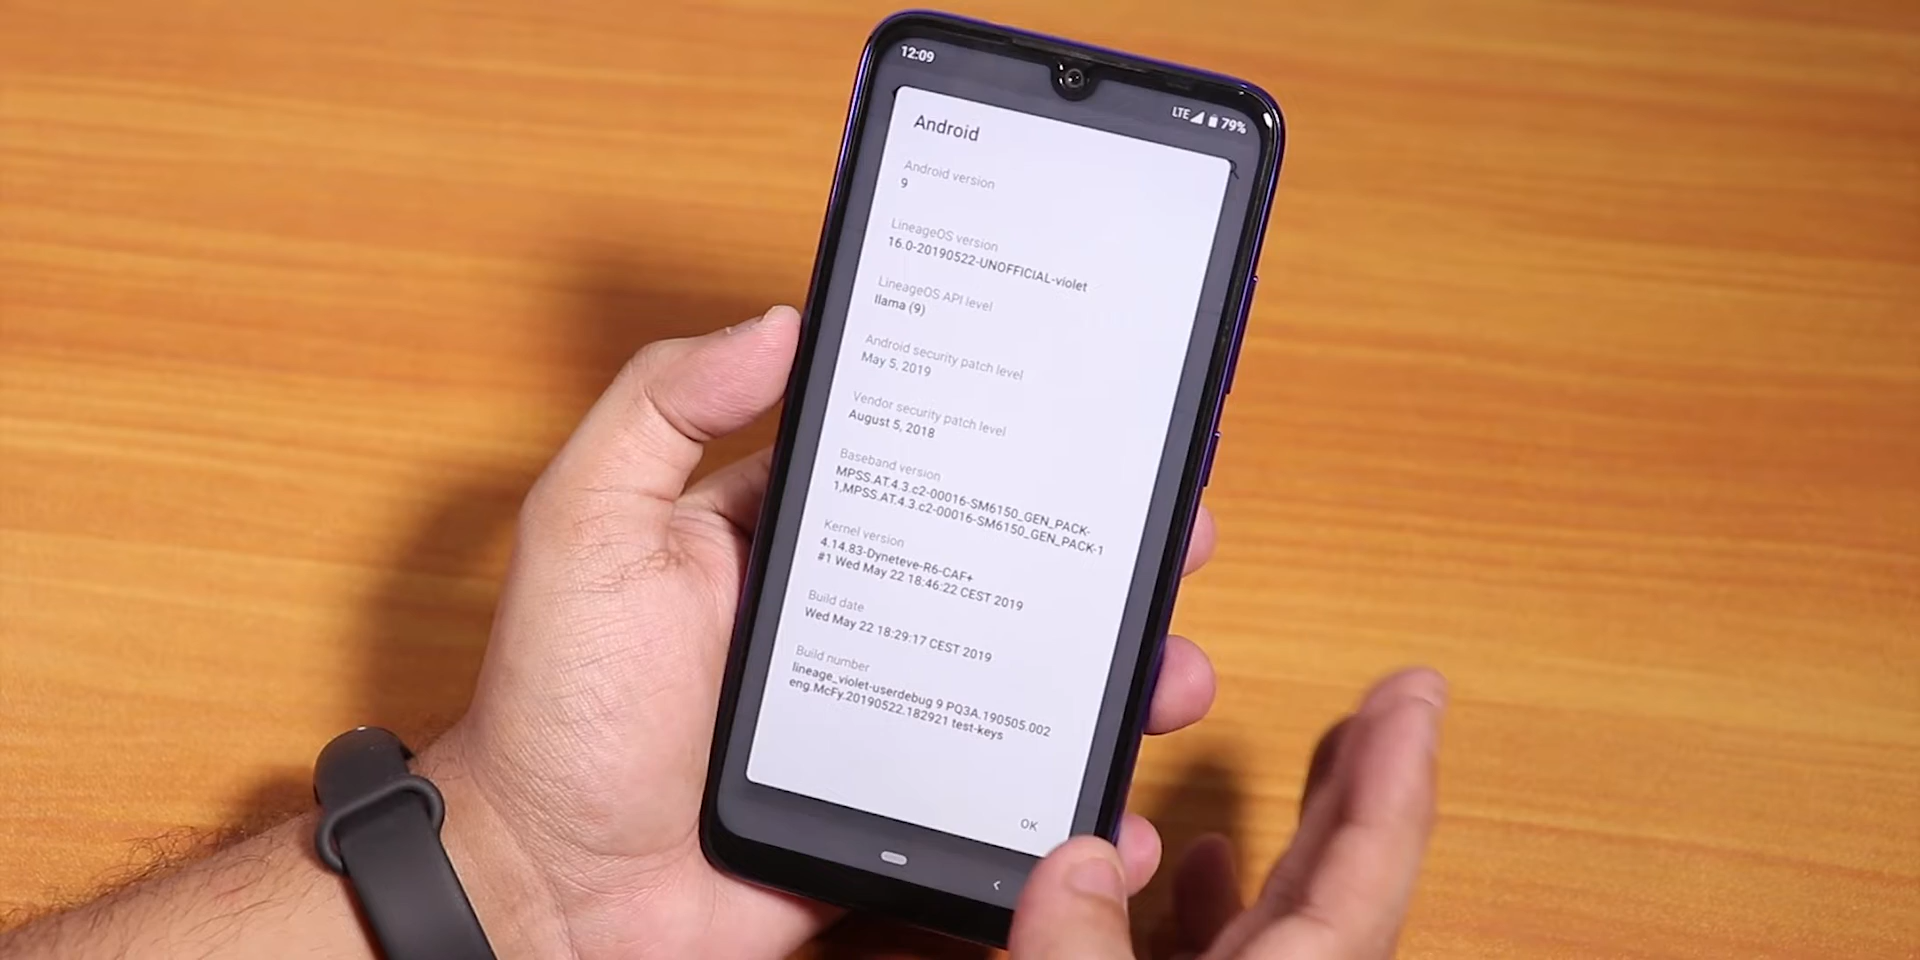 12:09
LTE 79%
Android
Android version
9
LineageOS version
16.0-20190522-UNOFFICIAL-violet
LineageOS API level
llama (9)
Android security patch level
May 5, 2019
Vendor security patch level
August 5, 2018
Baseband version
MPSS.AT.4.3.c2-00016-SM6150_GEN_PACK-
1,MPSS.AT.4.3.c2-00016-SM6150_GEN_PACK-1
Kernel version
4.14.83-Dyneteve-R6-CAF+
#1 Wed May 22 18:46:22 CEST 2019
Build date
Wed May 22 18:29:17 CEST 2019
Build number
lineage_violet-userdebug 9 PQ3A.190505.002
eng.McFy.20190522.182921 test-keys
OK